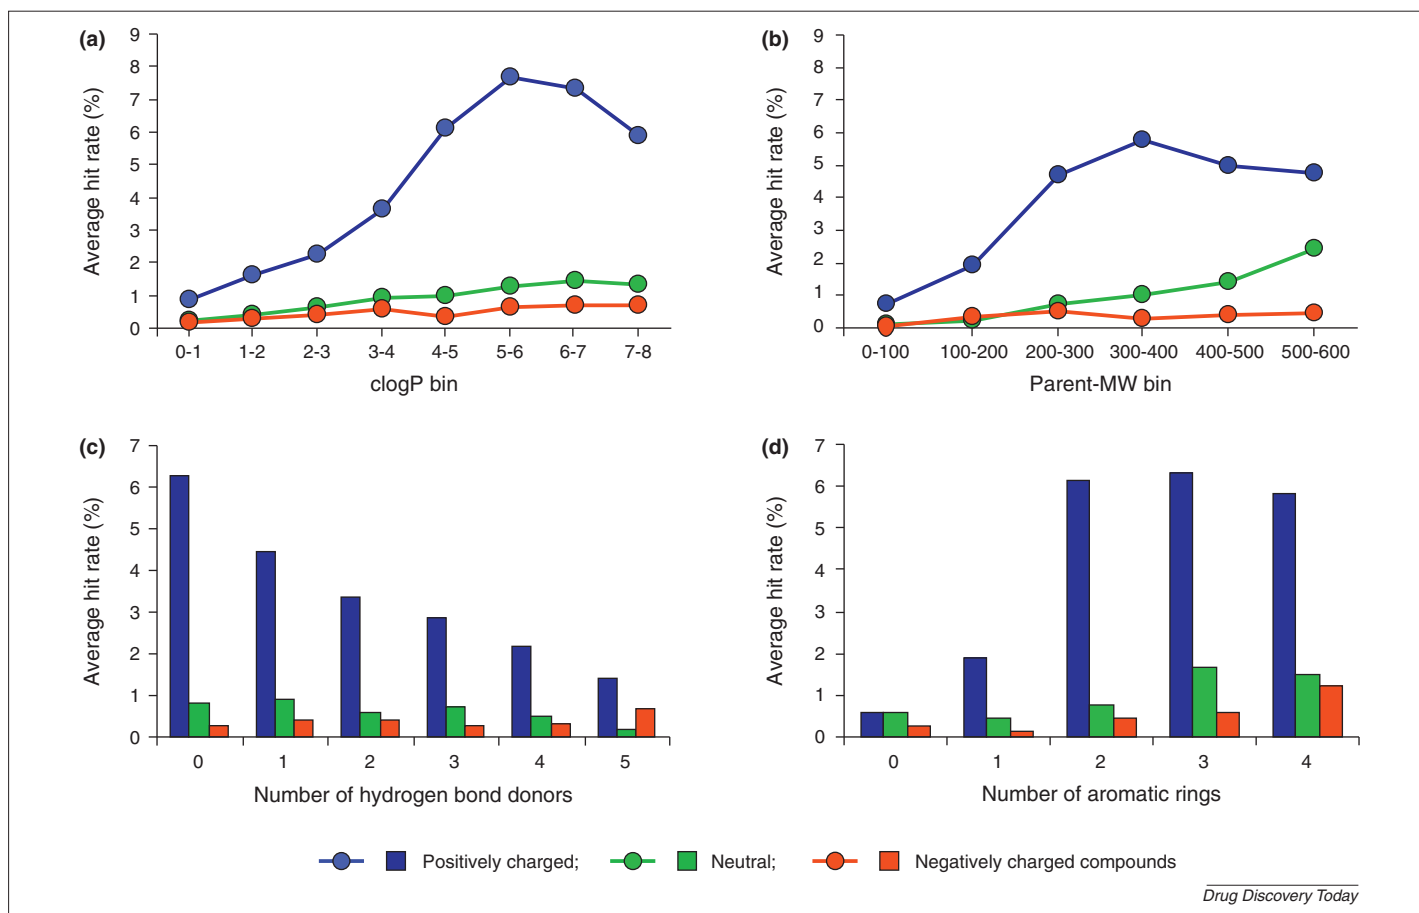 (a)
9
8
7
6
5
4
3
2
1
0
Average hit rate (%)
0-1 1-2 2-3 3-4 4-5 5-6 6-7 7-8
clogP bin
(b)
9
8
7
6
5
4
3
2
1
0
Average hit rate (%)
0-100 100-200 200-300 300-400 400-500 500-600
Parent-MW bin
(c)
7
6
5
4
3
2
1
0
Average hit rate (%)
0 1 2 3 4 5
Number of hydrogen bond donors
(d)
7
6
5
4
3
2
1
0
Average hit rate (%)
0 1 2 3 4
Number of aromatic rings
Positively charged; Neutral; Negatively charged compounds
Drug Discovery Today